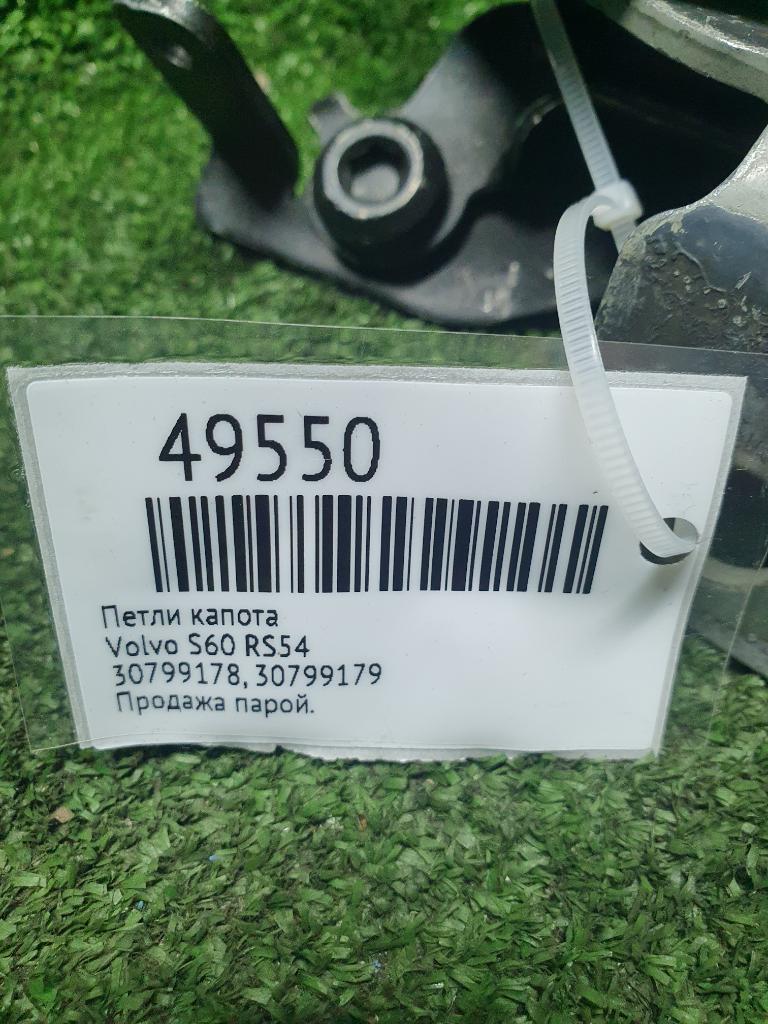 49550
Петли капота
Volvo S60 RS54
30799178, 30799179
Продажа парой.